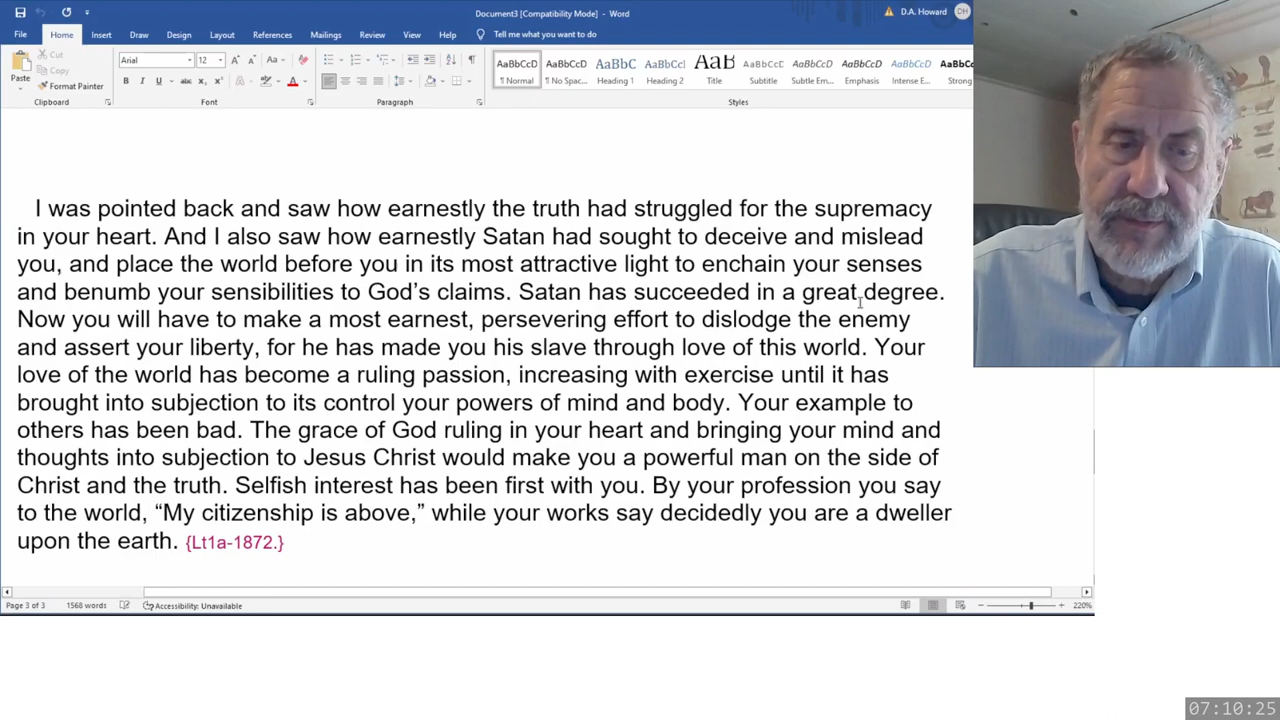 Document3 [Compatibility Mode] - Word
D.A. Howard DH
File Home Insert Draw Design Layout References Mailings Review View Help Tell me what you want to do
Paste
Cut
Copy
Format Painter
Clipboard
Arial 12
Font
Paragraph
AaBbCcD AaBbCcD AaBbC AaBbCcD AaB AaBbCcD AaBbCcD AaBbCcD AaBbCcD AaBbCc
¶ Normal ¶ No Spac... Heading 1 Heading 2 Title Subtitle Subtle Em... Emphasis Intense E... Strong
Styles
I was pointed back and saw how earnestly the truth had struggled for the supremacy
in your heart. And I also saw how earnestly Satan had sought to deceive and mislead
you, and place the world before you in its most attractive light to enchain your senses
and benumb your sensibilities to God’s claims. Satan has succeeded in a great degree.
Now you will have to make a most earnest, persevering effort to dislodge the enemy
and assert your liberty, for he has made you his slave through love of this world. Your
love of the world has become a ruling passion, increasing with exercise until it has
brought into subjection to its control your powers of mind and body. Your example to
others has been bad. The grace of God ruling in your heart and bringing your mind and
thoughts into subjection to Jesus Christ would make you a powerful man on the side of
Christ and the truth. Selfish interest has been first with you. By your profession you say
to the world, “My citizenship is above,” while your works say decidedly you are a dweller
upon the earth. {Lt1a-1872.}
Page 3 of 3 1568 words Accessibility: Unavailable 220%
07:10:25